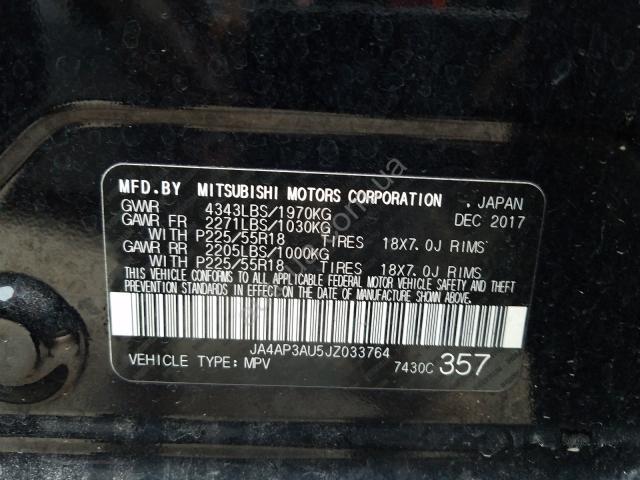 MFD.BY MITSUBISHI MOTORS CORPORATION , JAPAN
GVWR 4343LBS/1970KG DEC 2017
GAWR FR 2271LBS/1030KG
WITH P225/55R18 TIRES 18X7.0J RIMS
GAWR RR 2205LBS/1000KG
WITH P225/55R18 TIRES 18X7.0J RIMS
THIS VEHICLE CONFORMS TO ALL APPLICABLE FEDERAL MOTOR VEHICLE SAFETY AND THEFT
PREVENTION STANDARDS IN EFFECT ON THE DATE OF MANUFACTURE SHOWN ABOVE.
JA4AP3AU5JZ033764
VEHICLE TYPE:MPV 7430C 357